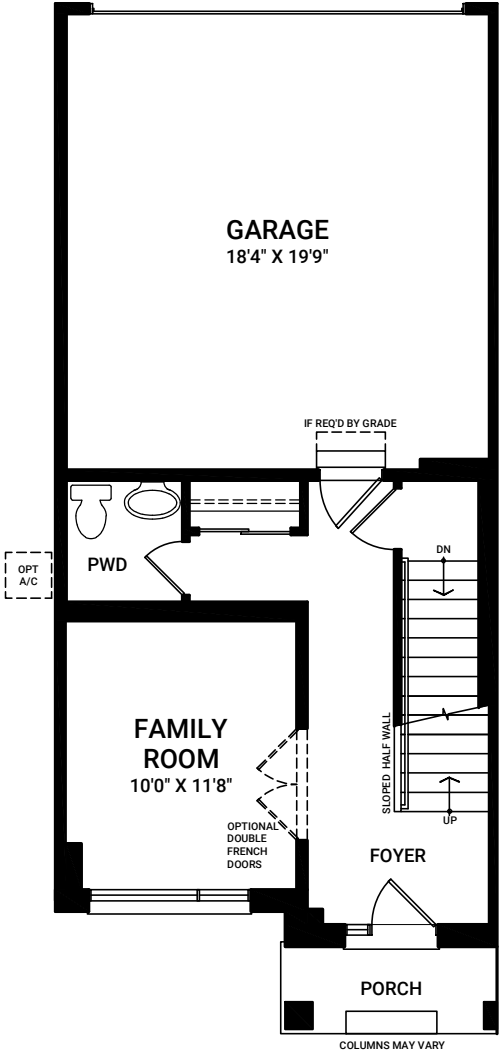 GARAGE
18'4" X 19'9"
IF REQ'D BY GRADE
PWD
OPT
A/C
DN
FAMILY
ROOM
10'0" X 11'8"
SLOPED HALF WALL
UP
OPTIONAL
DOUBLE
FRENCH
DOORS
FOYER
PORCH
COLUMNS MAY VARY